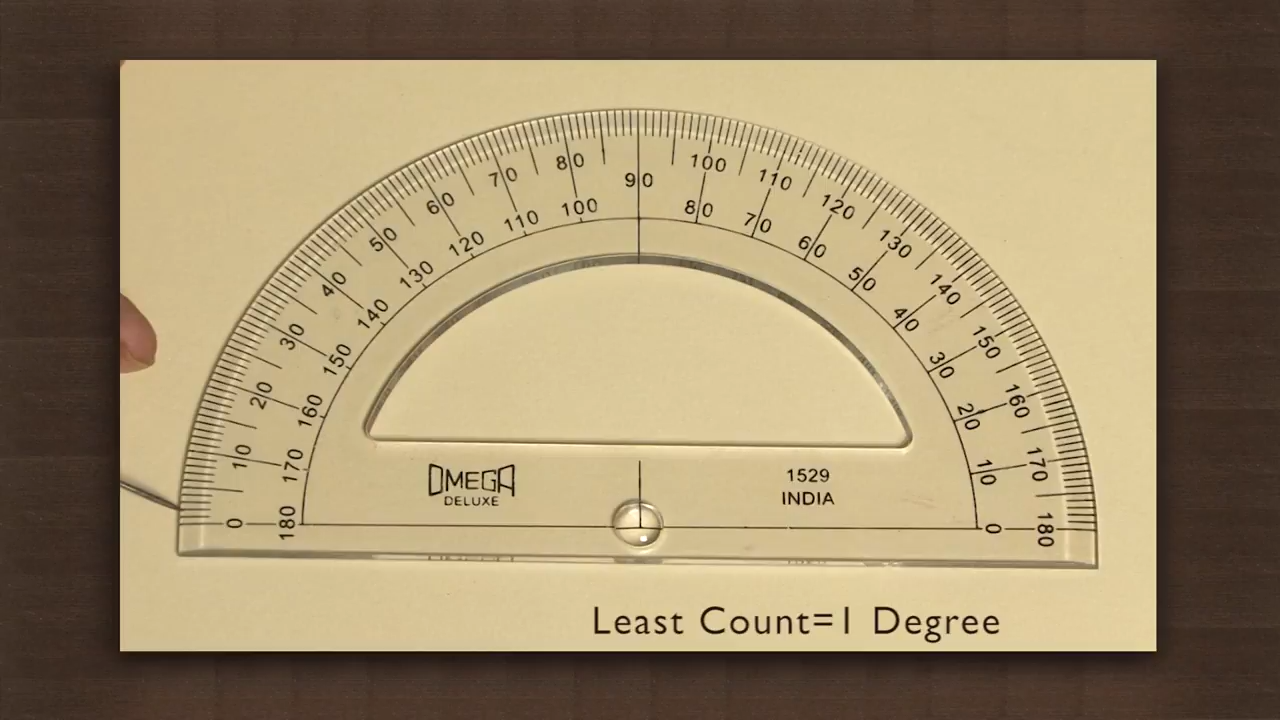 0 10 20 30 40 50 60 70 80 90 100 110 120 130 140 150 160 170 180
180 170 160 150 140 130 120 110 100 80 70 60 50 40 30 20 10 0
OMEGA
DELUXE
1529
INDIA
Least Count=1 Degree